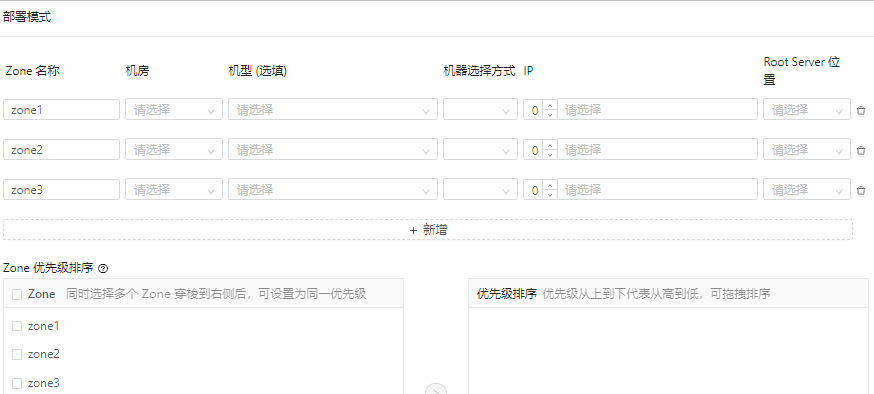 部署模式
Zone 名称 机房 机型 (选填) 机器选择方式 IP Root Server 位
置
zone1 请选择 请选择 0 请选择 请选择
zone2 请选择 请选择 0 请选择 请选择
zone3 请选择 请选择 0 请选择 请选择
+ 新增
Zone 优先级排序
Zone 同时选择多个 Zone 穿梭到右侧后，可设置为同一优先级
优先级排序 优先级从上到下代表从高到低，可拖拽排序
zone1
zone2
zone3